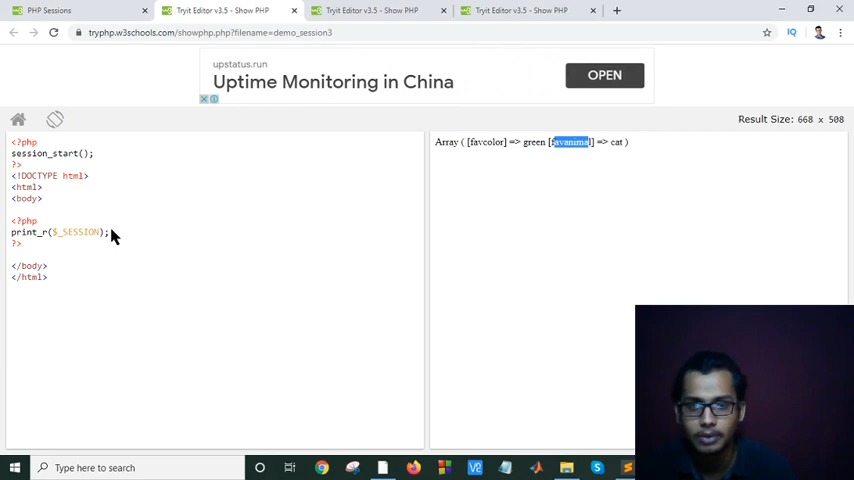 PHP Sessions
Tryit Editor v3.5 - Show PHP
Tryit Editor v3.5 - Show PHP
Tryit Editor v3.5 - Show PHP
tryphp.w3schools.com/showphp.php?filename=demo_session3
IQ
upstatus.run
Uptime Monitoring in China
OPEN
Result Size: 668 x 508
<?php
session_start();
?>
<!DOCTYPE html>
<html>
<body>
<?php
print_r($_SESSION);
?>
</body>
</html>
Array ( [favcolor] => green [favanimal] => cat )
Type here to search
V2